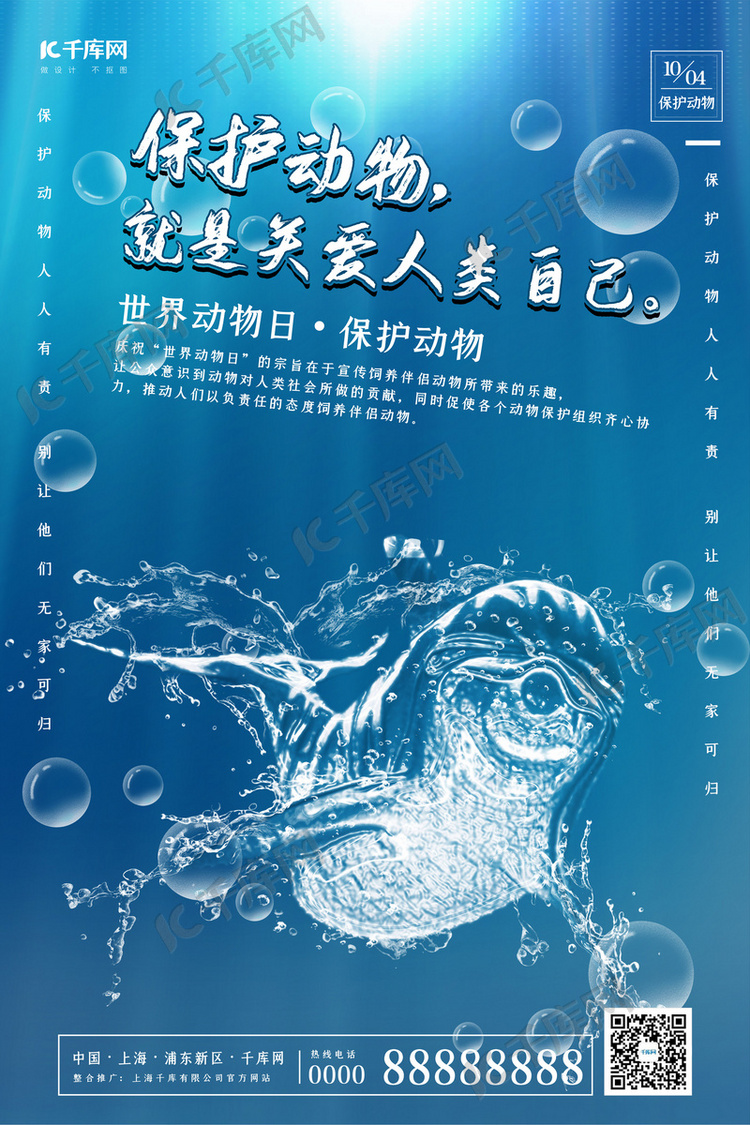 千库网
做设计 不抠图
10/04
保护动物
保护动物，
就是关爱人类自己。
世界动物日·保护动物
庆祝“世界动物日”的宗旨在于宣传饲养伴侣动物所带来的乐趣，
让公众意识到动物对人类社会所做的贡献，同时促使各个动物保护组织齐心协
力，推动人们以负责任的态度饲养伴侣动物。
保护动物人人有责 别让他们无家可归
保护动物人人有责 别让他们无家可归
中国·上海·浦东新区·千库网
整合推广：上海千库有限公司官方网站
热线电话
0000
88888888
千库网